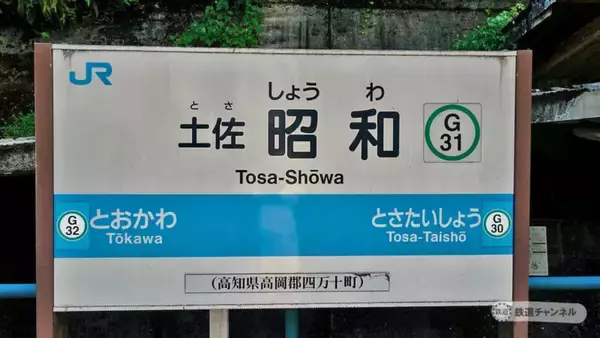 JR
とさ しょうわ
土佐 昭和
G
31
Tosa-Shōwa
G
32
とおかわ
Tōkawa
とさたいしょう
Tosa-Taishō
G
30
(高知県高岡郡四万十町)
鉄道チャンネル